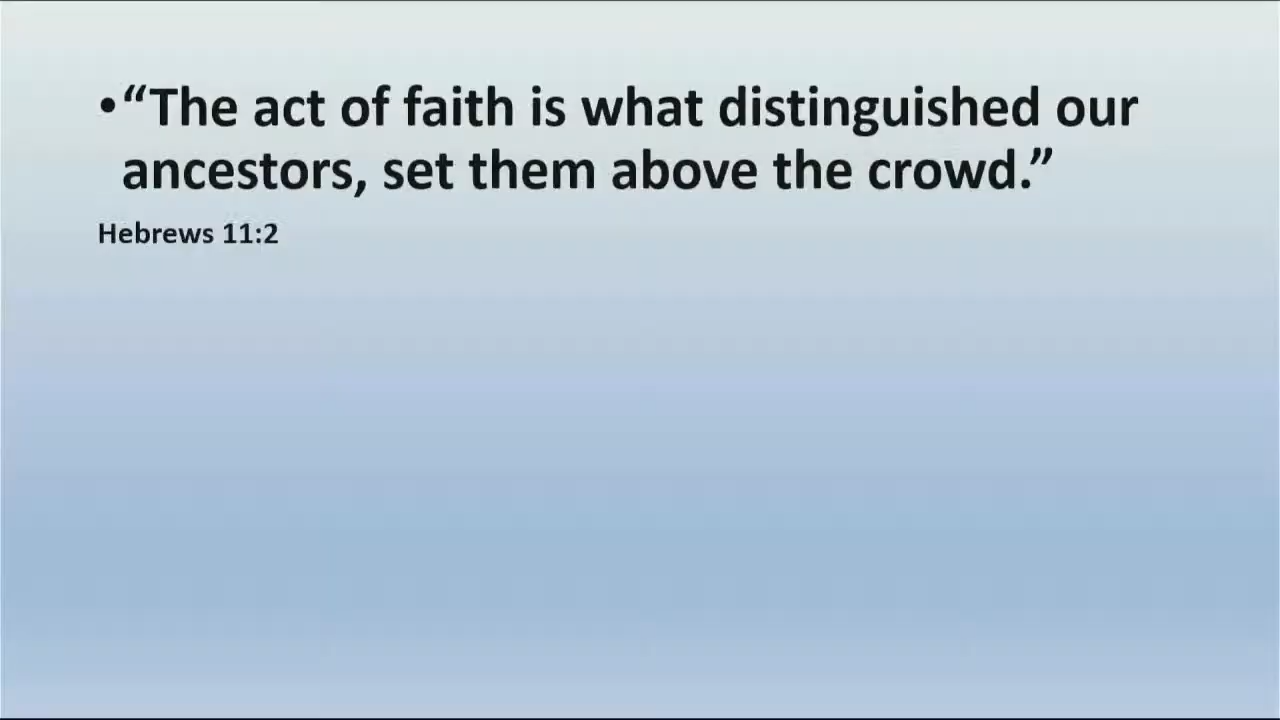 •“The act of faith is what distinguished our
ancestors, set them above the crowd.”
Hebrews 11:2